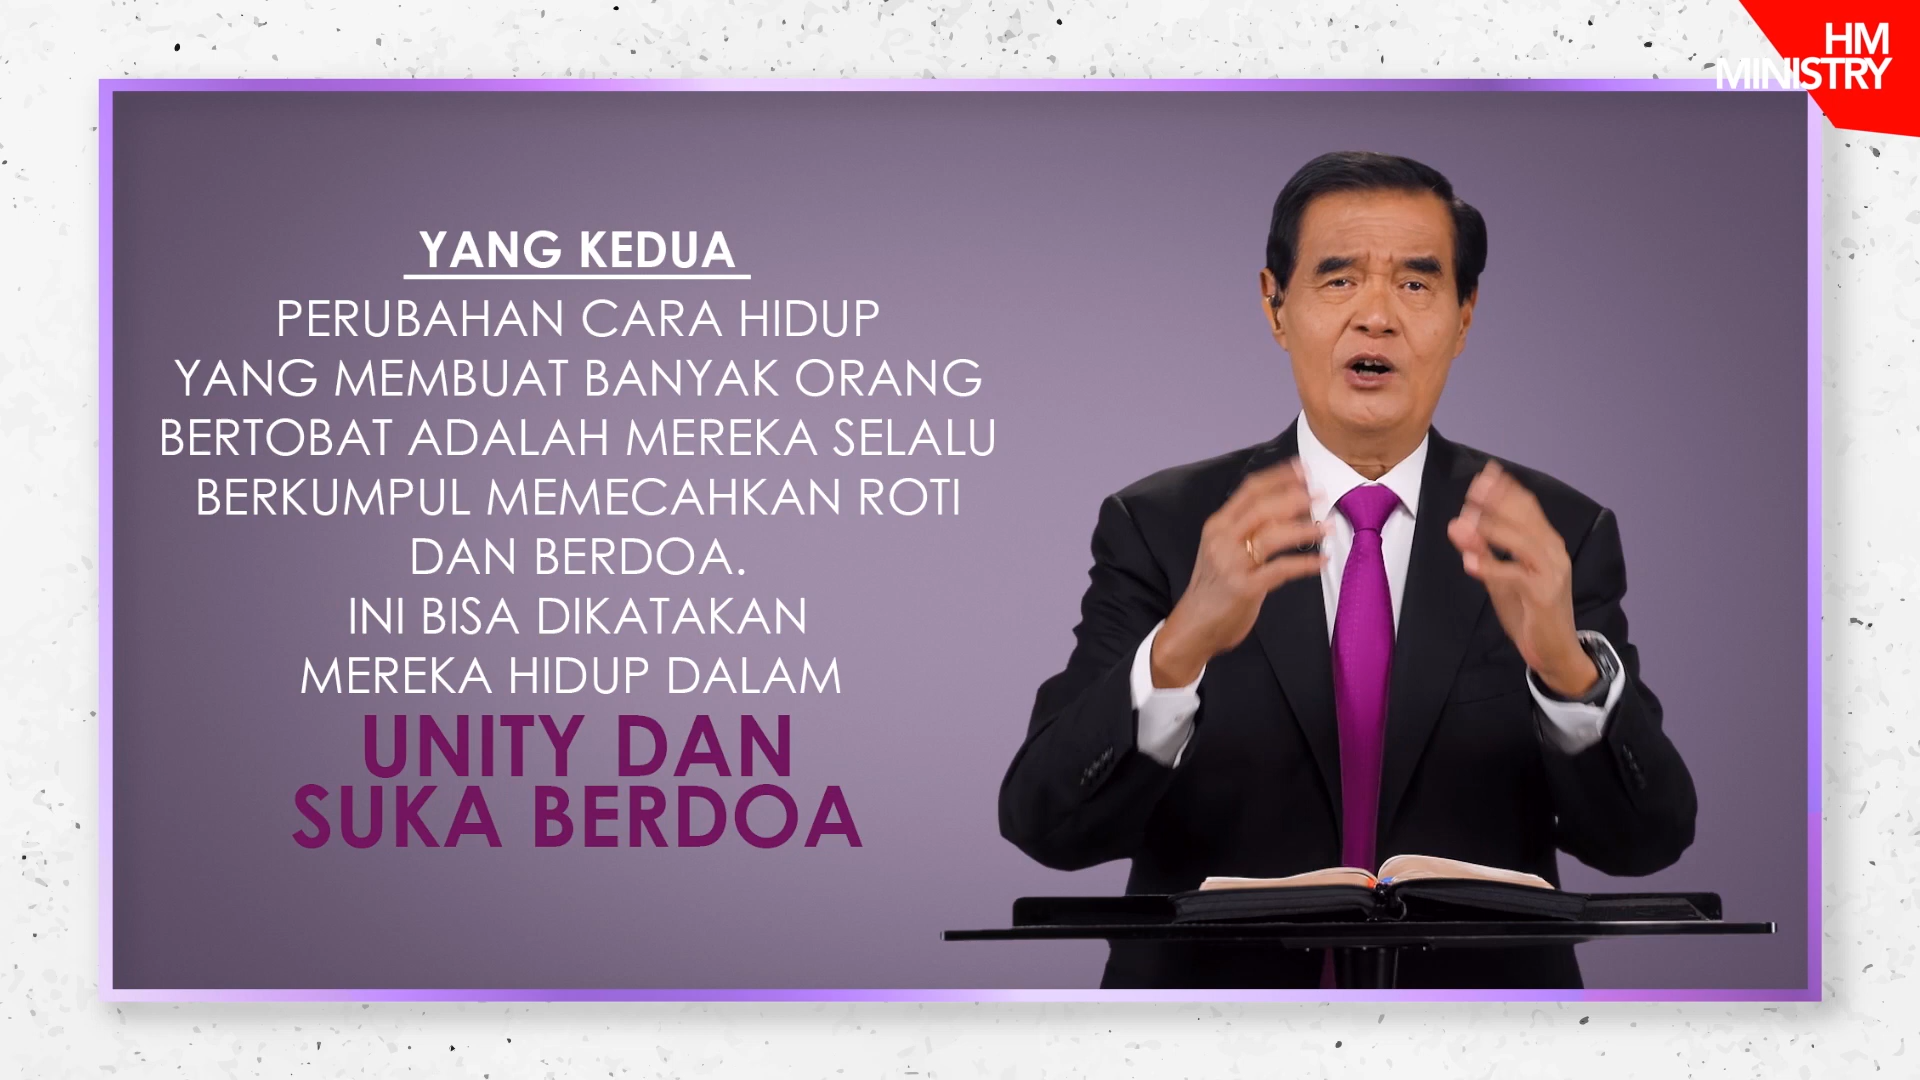 HM
MINISTRY
YANG KEDUA
PERUBAHAN CARA HIDUP
YANG MEMBUAT BANYAK ORANG
BERTOBAT ADALAH MEREKA SELALU
BERKUMPUL MEMECAHKAN ROTI
DAN BERDOA.
INI BISA DIKATAKAN
MEREKA HIDUP DALAM
UNITY DAN
SUKA BERDOA